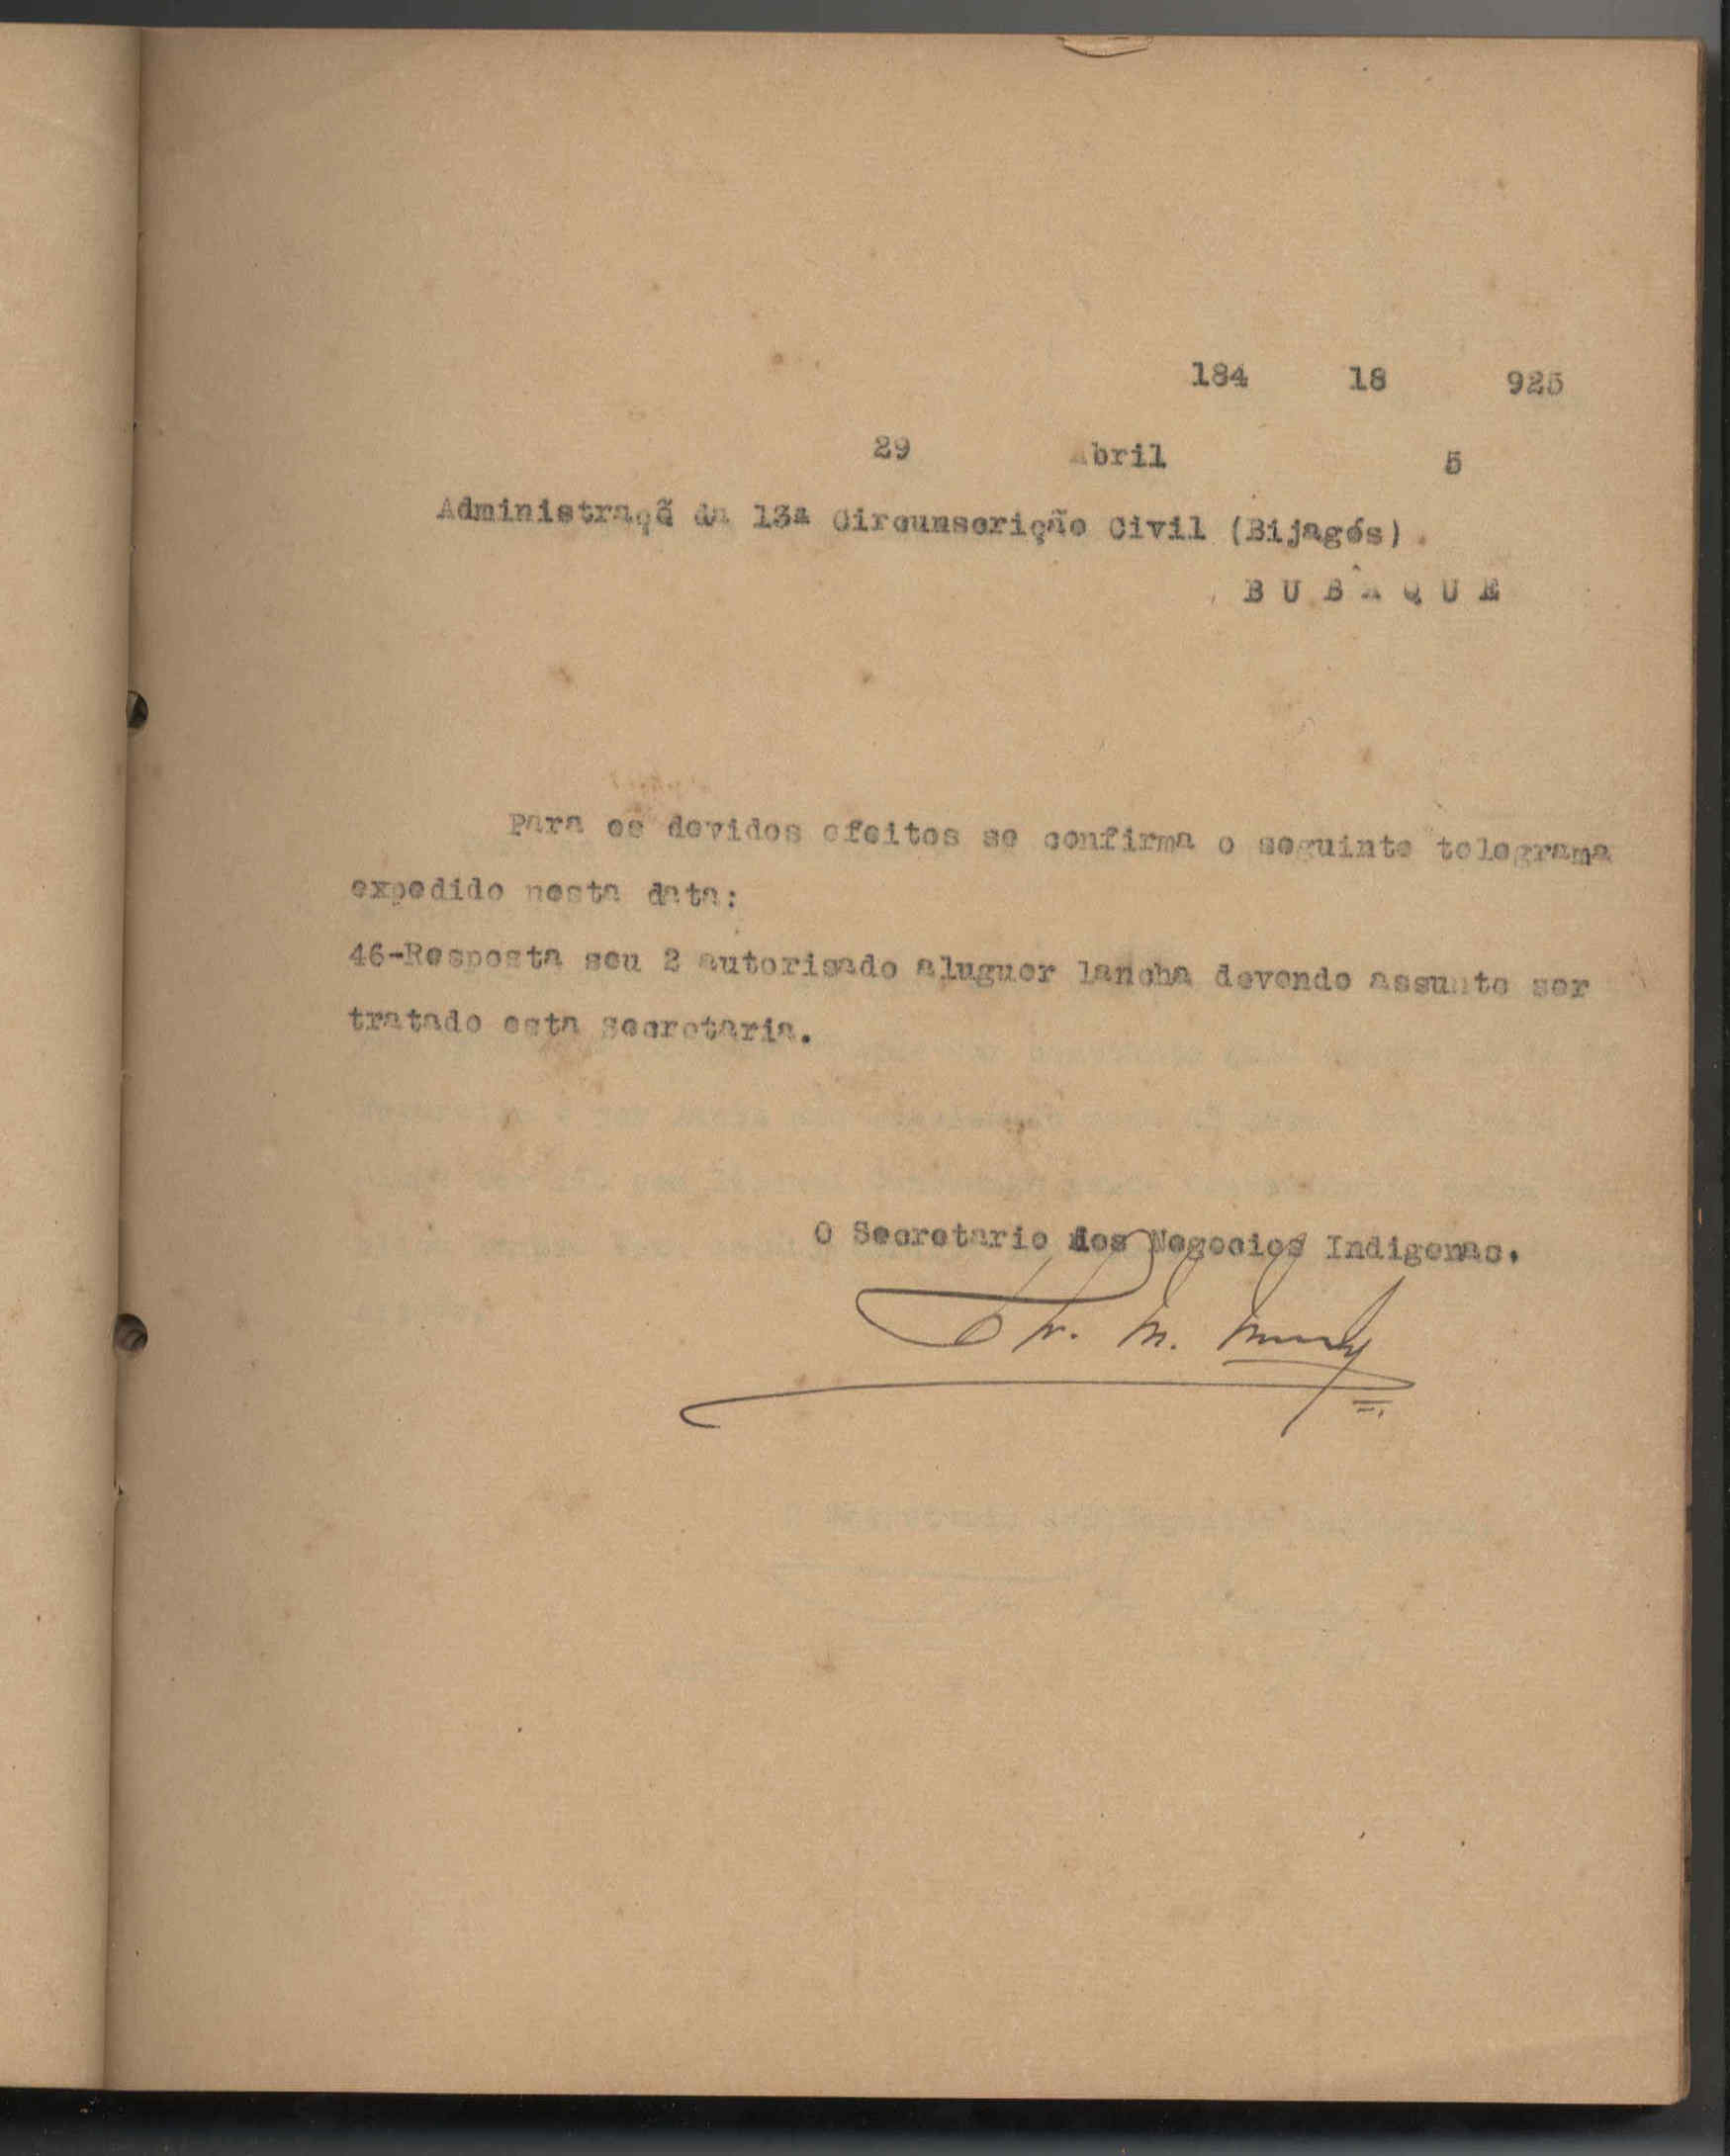 184 18 925
29 Abril 5
Administraçã da 13ª Circunscrição Civil (Bijagós).
BUBÂQUE
Para os devidos efeitos se confirma o seguinte telegrama
expedido nesta data:
46-Resposta seu 2 autorisado aluguer lancha devendo assunto ser
tratado esta secretaria.
O Secretario dos Negocios Indigenas.